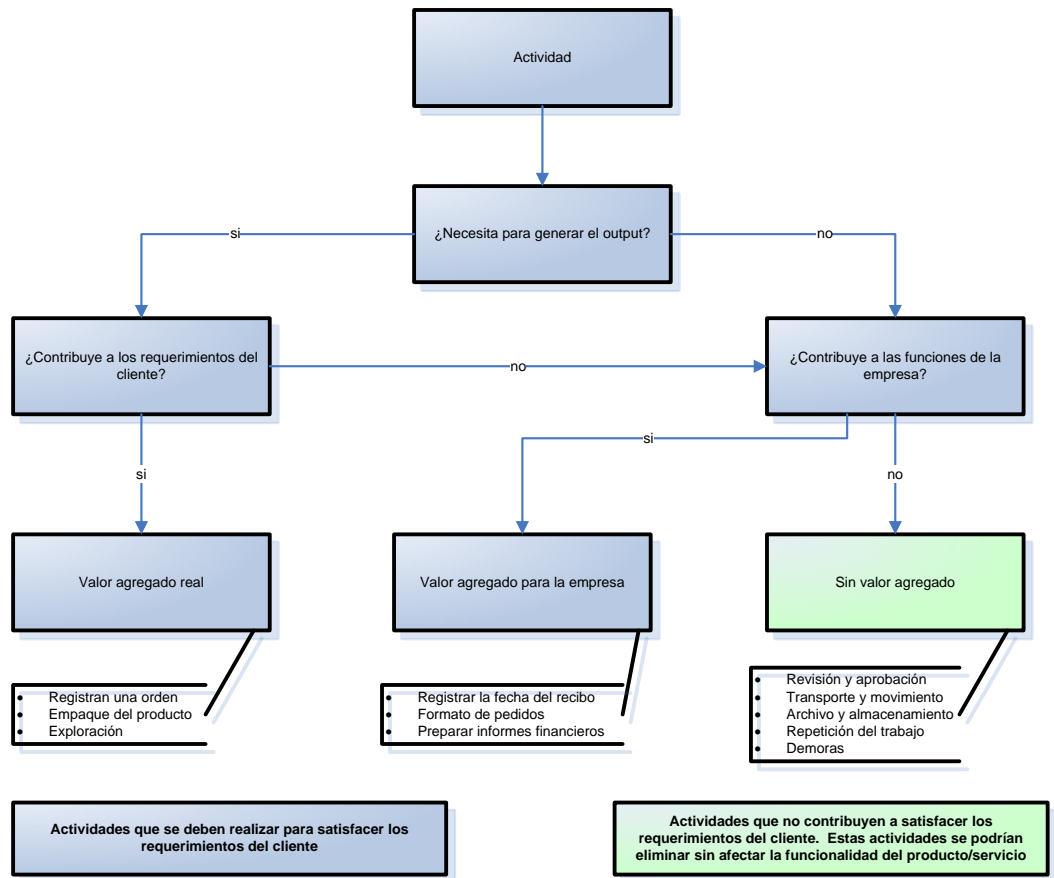 Actividad
¿Necesita para generar el output?
si
no
¿Contribuye a los requerimientos del
cliente?
no
¿Contribuye a las funciones de la
empresa?
si
si
no
Valor agregado real
Valor agregado para la empresa
Sin valor agregado
• Registran una orden
• Empaque del producto
• Exploración
• Registrar la fecha del recibo
• Formato de pedidos
• Preparar informes financieros
• Revisión y aprobación
• Transporte y movimiento
• Archivo y almacenamiento
• Repetición del trabajo
• Demoras
Actividades que se deben realizar para satisfacer los
requerimientos del cliente
Actividades que no contribuyen a satisfacer los
requerimientos del cliente.  Estas actividades se podrían
eliminar sin afectar la funcionalidad del producto/servicio